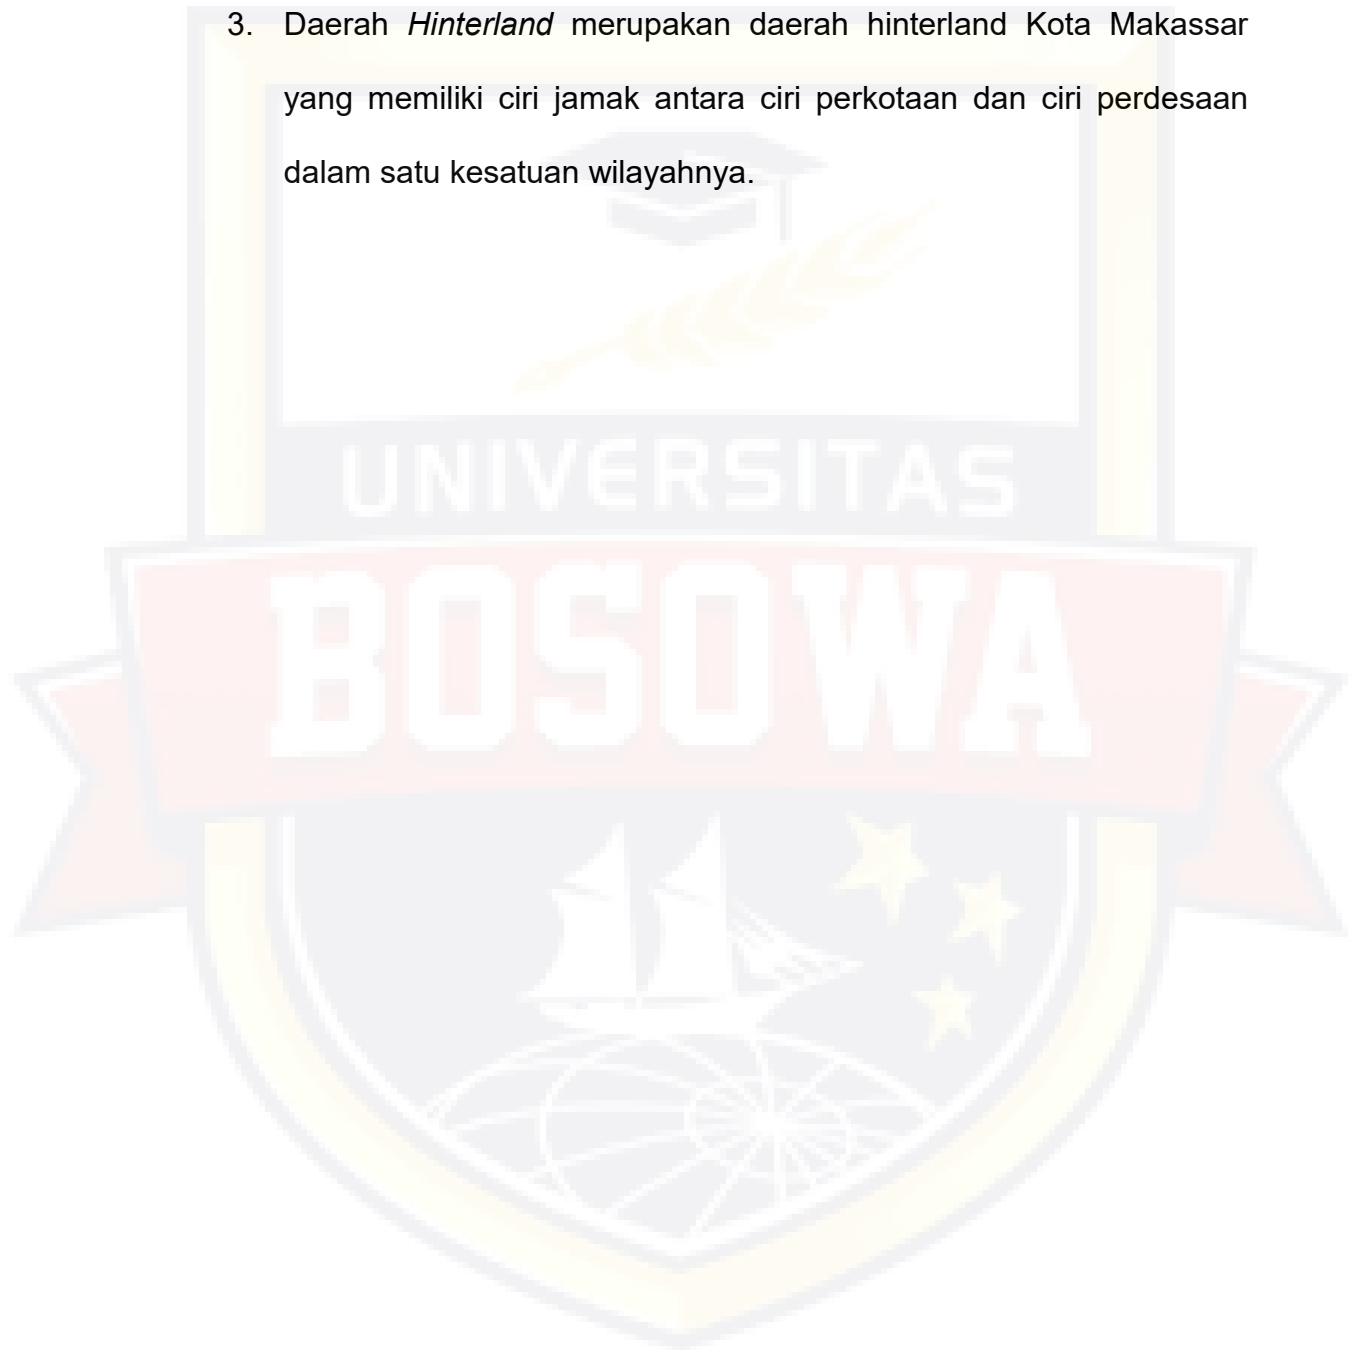 3. Daerah Hinterland merupakan daerah hinterland Kota Makassar
yang memiliki ciri jamak antara ciri perkotaan dan ciri perdesaan
dalam satu kesatuan wilayahnya.
UNIVERSITAS
BOSOWA